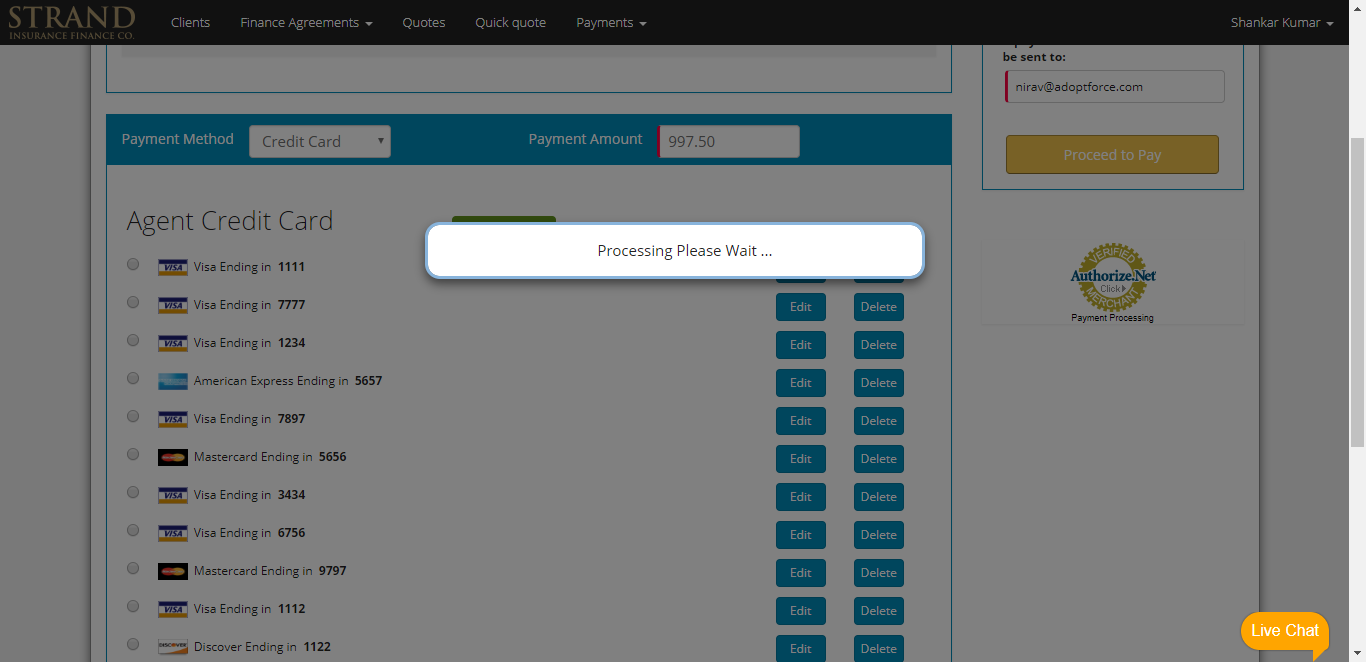 STRAND
INSURANCE FINANCE CO.
Clients
Finance Agreements
Quotes
Quick quote
Payments
Shankar Kumar
be sent to:
nirav@adoptforce.com
Proceed to Pay
Payment Method
Credit Card
Payment Amount
997.50
Agent Credit Card
Processing Please Wait ...
VISA Visa Ending in 1111
VISA Visa Ending in 7777 Edit Delete
VISA Visa Ending in 1234 Edit Delete
American Express Ending in 5657 Edit Delete
VISA Visa Ending in 7897 Edit Delete
Mastercard Ending in 5656 Edit Delete
VISA Visa Ending in 3434 Edit Delete
VISA Visa Ending in 6756 Edit Delete
Mastercard Ending in 9797 Edit Delete
VISA Visa Ending in 1112 Edit Delete
DISCOVER Discover Ending in 1122 Edit Delete
VERIFIED
Authorize.Net
Click
MERCHANT
Payment Processing
Live Chat